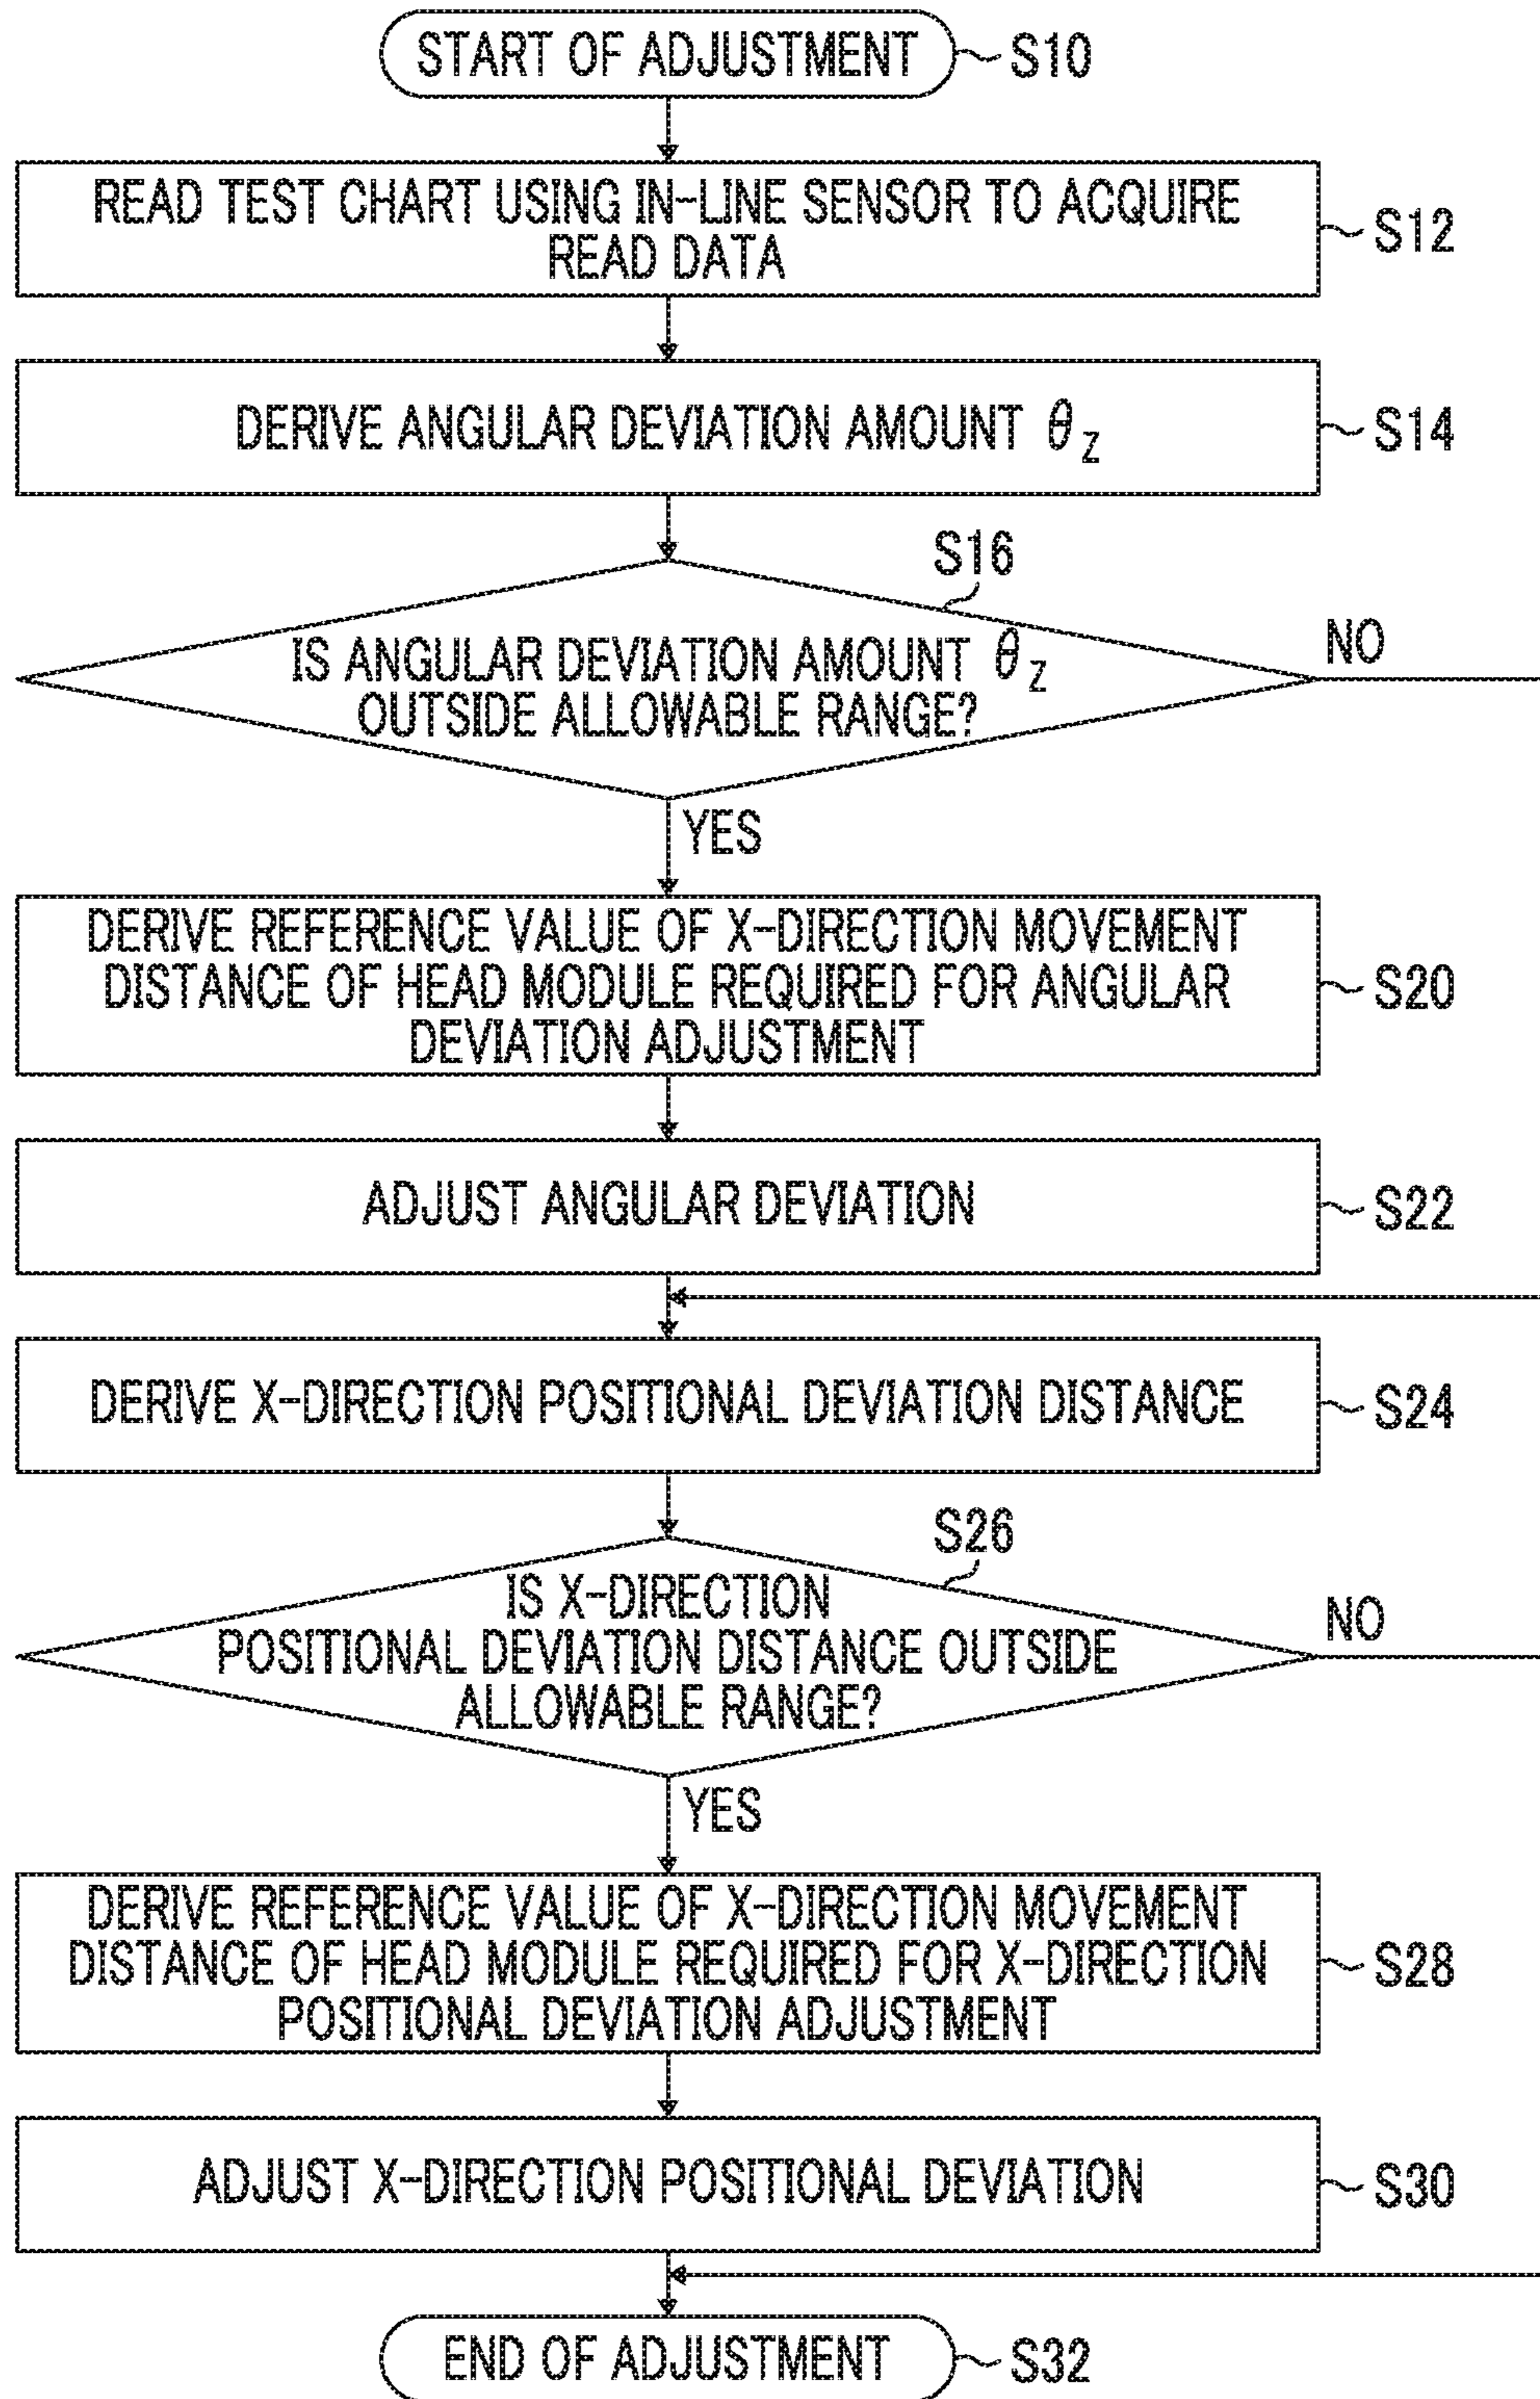 START OF ADJUSTMENT
S10
READ TEST CHART USING IN-LINE SENSOR TO ACQUIRE
READ DATA
S12
DERIVE ANGULAR DEVIATION AMOUNT θZ
S14
S16
IS ANGULAR DEVIATION AMOUNT θZ
OUTSIDE ALLOWABLE RANGE?
NO
YES
DERIVE REFERENCE VALUE OF X-DIRECTION MOVEMENT
DISTANCE OF HEAD MODULE REQUIRED FOR ANGULAR
DEVIATION ADJUSTMENT
S20
ADJUST ANGULAR DEVIATION
S22
DERIVE X-DIRECTION POSITIONAL DEVIATION DISTANCE
S24
S26
IS X-DIRECTION
POSITIONAL DEVIATION DISTANCE OUTSIDE
ALLOWABLE RANGE?
NO
YES
DERIVE REFERENCE VALUE OF X-DIRECTION MOVEMENT
DISTANCE OF HEAD MODULE REQUIRED FOR X-DIRECTION
POSITIONAL DEVIATION ADJUSTMENT
S28
ADJUST X-DIRECTION POSITIONAL DEVIATION
S30
END OF ADJUSTMENT
S32